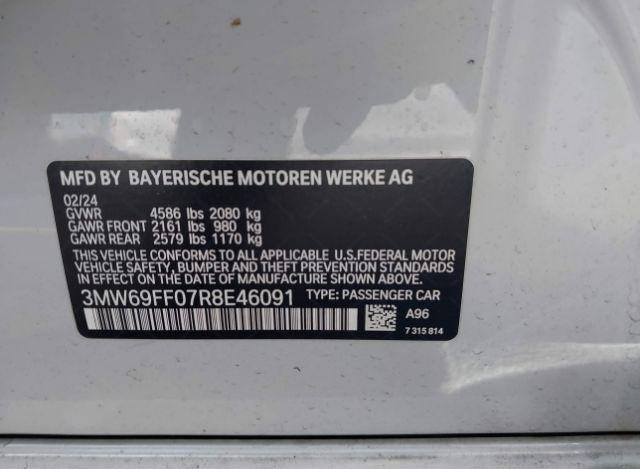 MFD BY BAYERISCHE MOTOREN WERKE AG
02/24
GVWR 4586 lbs 2080 kg
GAWR FRONT 2161 lbs 980 kg
GAWR REAR 2579 lbs 1170 kg
THIS VEHICLE CONFORMS TO ALL APPLICABLE U.S.FEDERAL MOTOR
VEHICLE SAFETY, BUMPER AND THEFT PREVENTION STANDARDS
IN EFFECT ON THE DATE OF MANUFACTURE SHOWN ABOVE.
3MW69FF07R8E46091 TYPE: PASSENGER CAR
A96
7 315 814